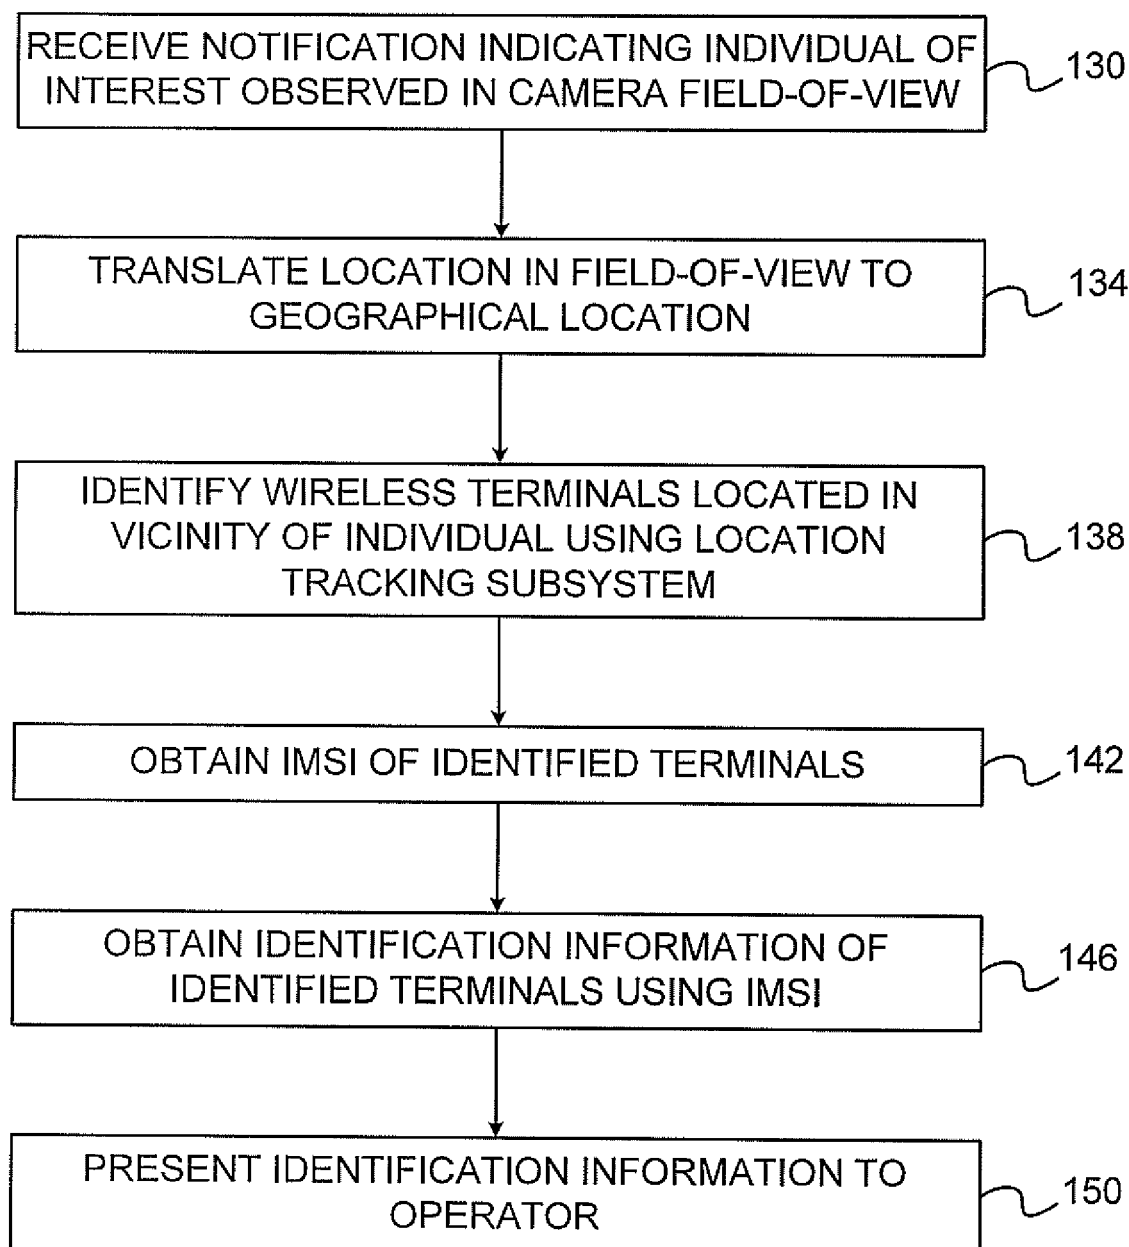 RECEIVE NOTIFICATION INDICATING INDIVIDUAL OF
INTEREST OBSERVED IN CAMERA FIELD-OF-VIEW
130
TRANSLATE LOCATION IN FIELD-OF-VIEW TO
GEOGRAPHICAL LOCATION
134
IDENTIFY WIRELESS TERMINALS LOCATED IN
VICINITY OF INDIVIDUAL USING LOCATION
TRACKING SUBSYSTEM
138
OBTAIN IMSI OF IDENTIFIED TERMINALS
142
OBTAIN IDENTIFICATION INFORMATION OF
IDENTIFIED TERMINALS USING IMSI
146
PRESENT IDENTIFICATION INFORMATION TO
OPERATOR
150